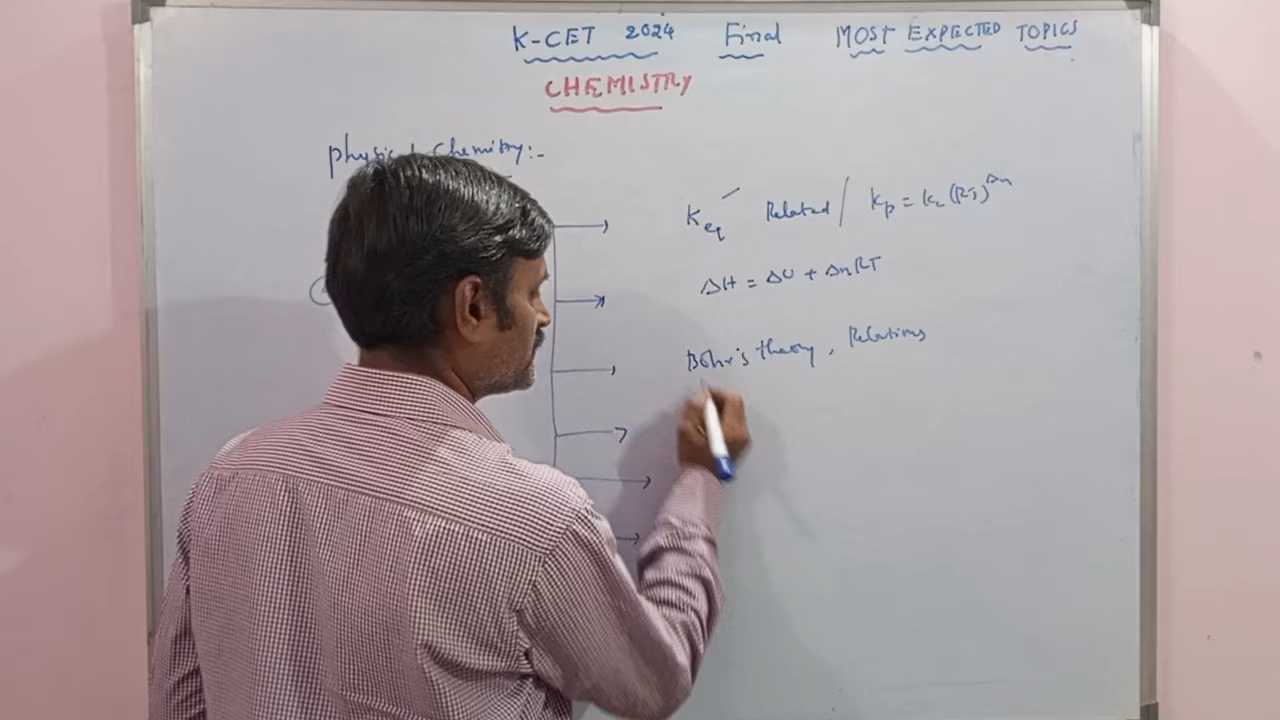 K-CET 2024 Final MOST EXPECTED TOPICS
CHEMISTRY
Physical Chemistry:-
Keq Related / Kp = Kc (RT)^Δn
ΔH = ΔU + ΔnRT
Bohr's theory, Relations